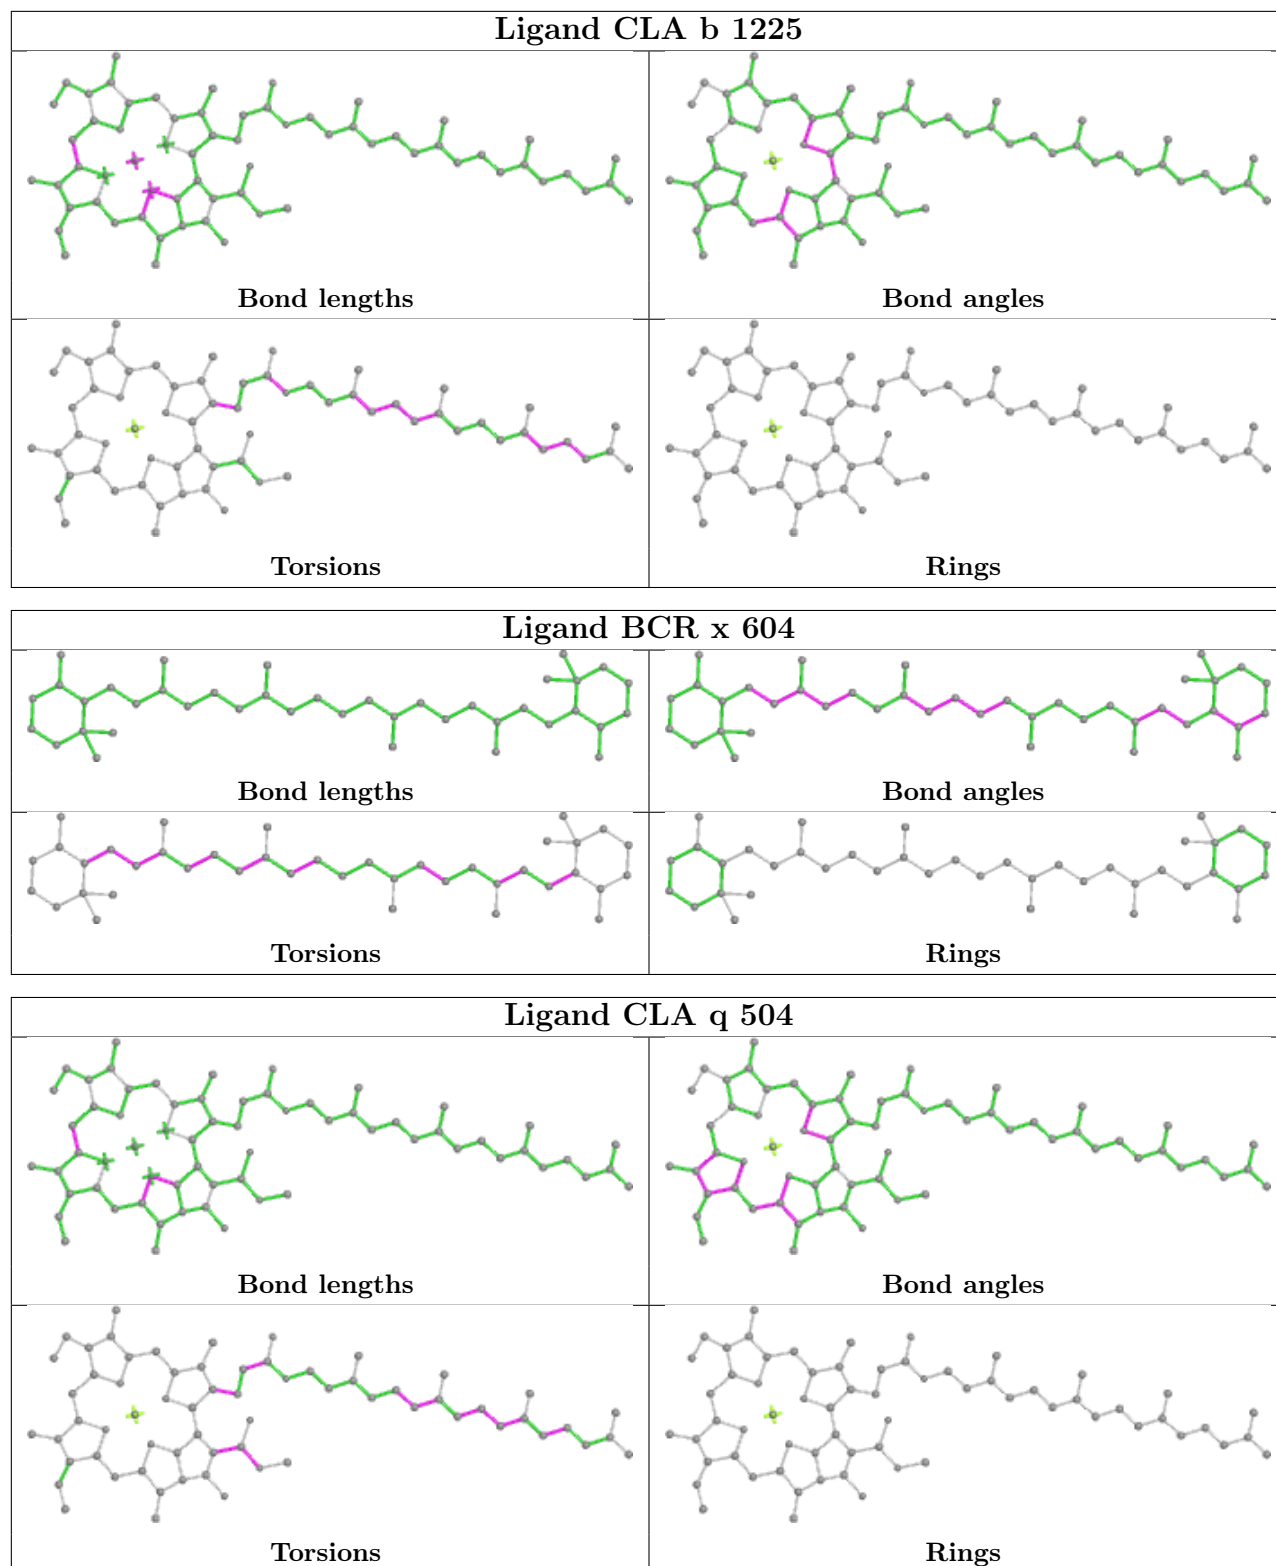 Ligand CLA b 1225
Bond lengths
Bond angles
Torsions
Rings
Ligand BCR x 604
Bond lengths
Bond angles
Torsions
Rings
Ligand CLA q 504
Bond lengths
Bond angles
Torsions
Rings